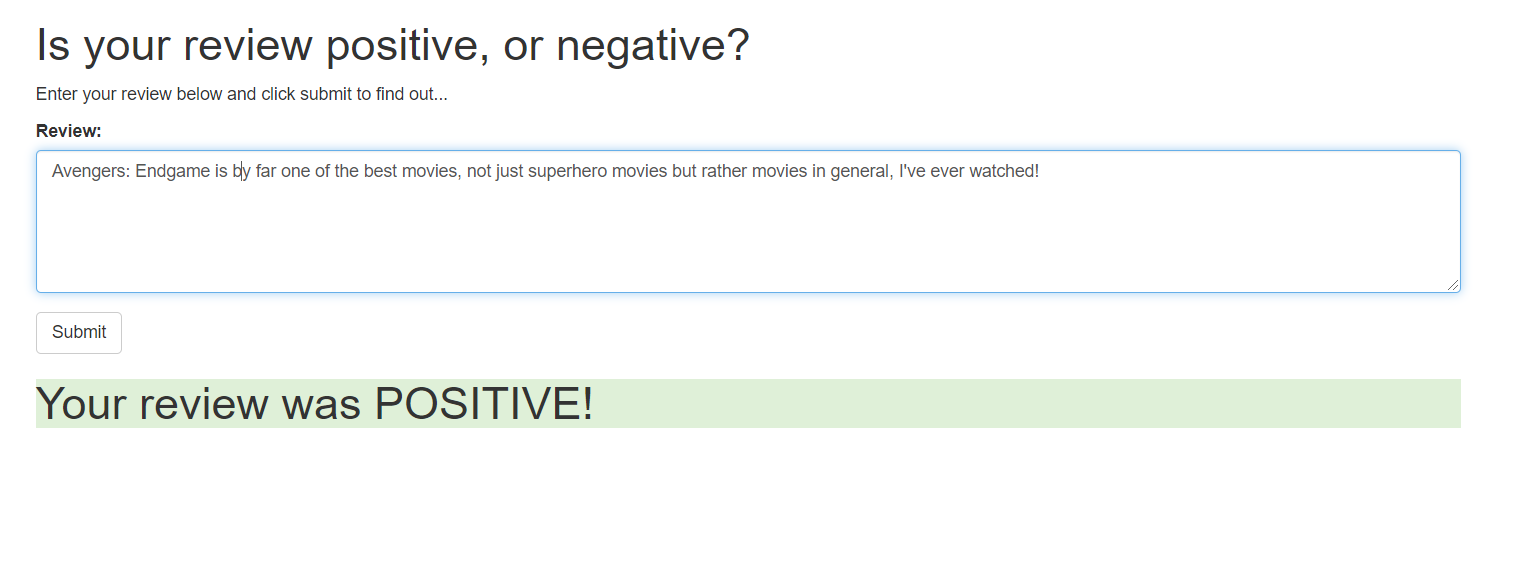 Is your review positive, or negative?
Enter your review below and click submit to find out...
Review:
Avengers: Endgame is by far one of the best movies, not just superhero movies but rather movies in general, I've ever watched!
Submit
Your review was POSITIVE!